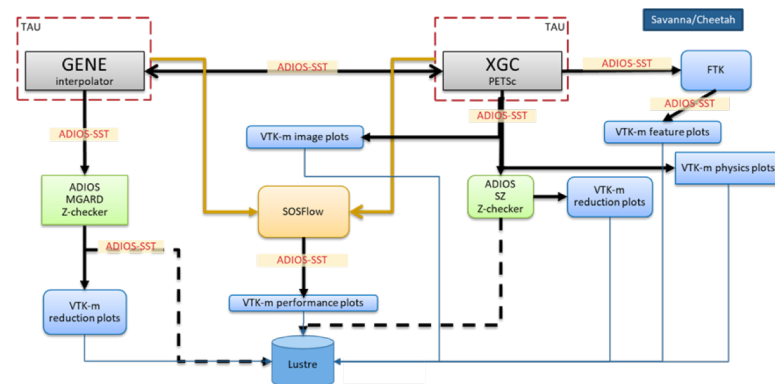 Savanna/Cheetah
TAU
TAU
GENE
interpolator
ADIOS-SST
XGC
PETSc
ADIOS-SST
FTK
ADIOS-SST
ADIOS-SST
ADIOS-SST
VTK-m image plots
VTK-m feature plots
VTK-m physics plots
ADIOS
MGARD
Z-checker
SOSFlow
ADIOS
SZ
Z-checker
VTK-m
reduction plots
ADIOS-SST
ADIOS-SST
VTK-m
reduction plots
VTK-m performance plots
Lustre